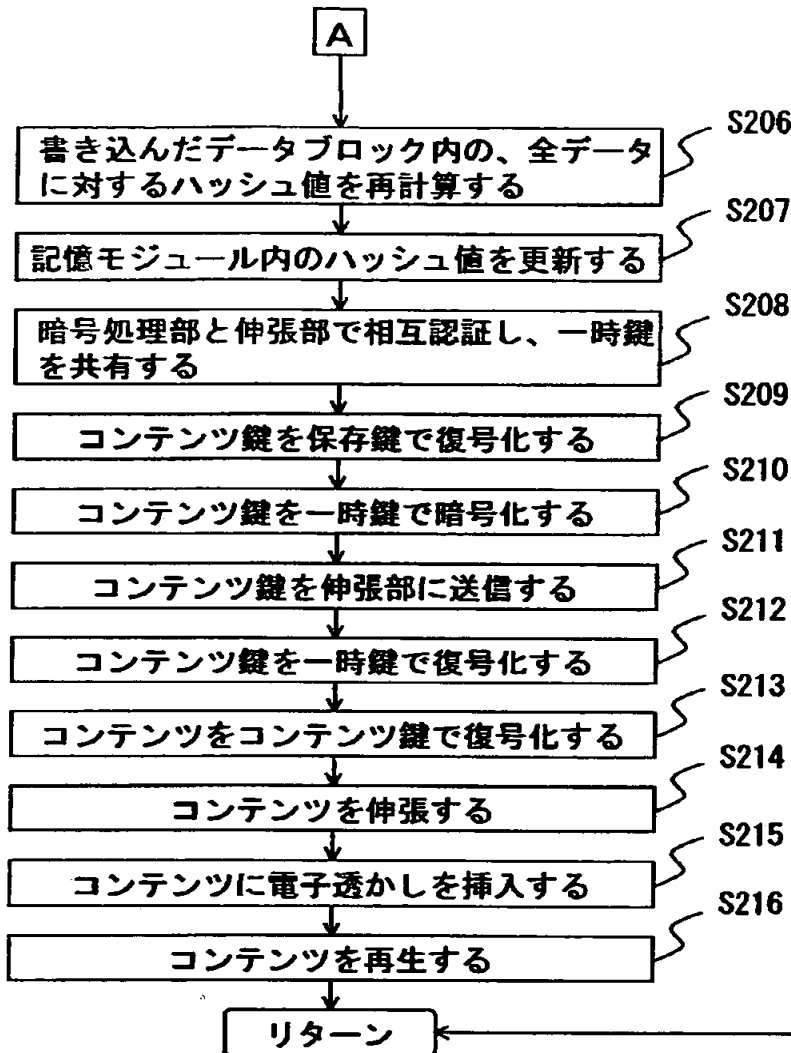 A
S206
書き込んだデータブロック内の、全データ
に対するハッシュ値を再計算する
S207
記憶モジュール内のハッシュ値を更新する
S208
暗号処理部と伸張部で相互認証し、一時鍵
を共有する
S209
コンテンツ鍵を保存鍵で復号化する
S210
コンテンツ鍵を一時鍵で暗号化する
S211
コンテンツ鍵を伸張部に送信する
S212
コンテンツ鍵を一時鍵で復号化する
S213
コンテンツをコンテンツ鍵で復号化する
S214
コンテンツを伸張する
S215
コンテンツに電子透かしを挿入する
S216
コンテンツを再生する
リターン